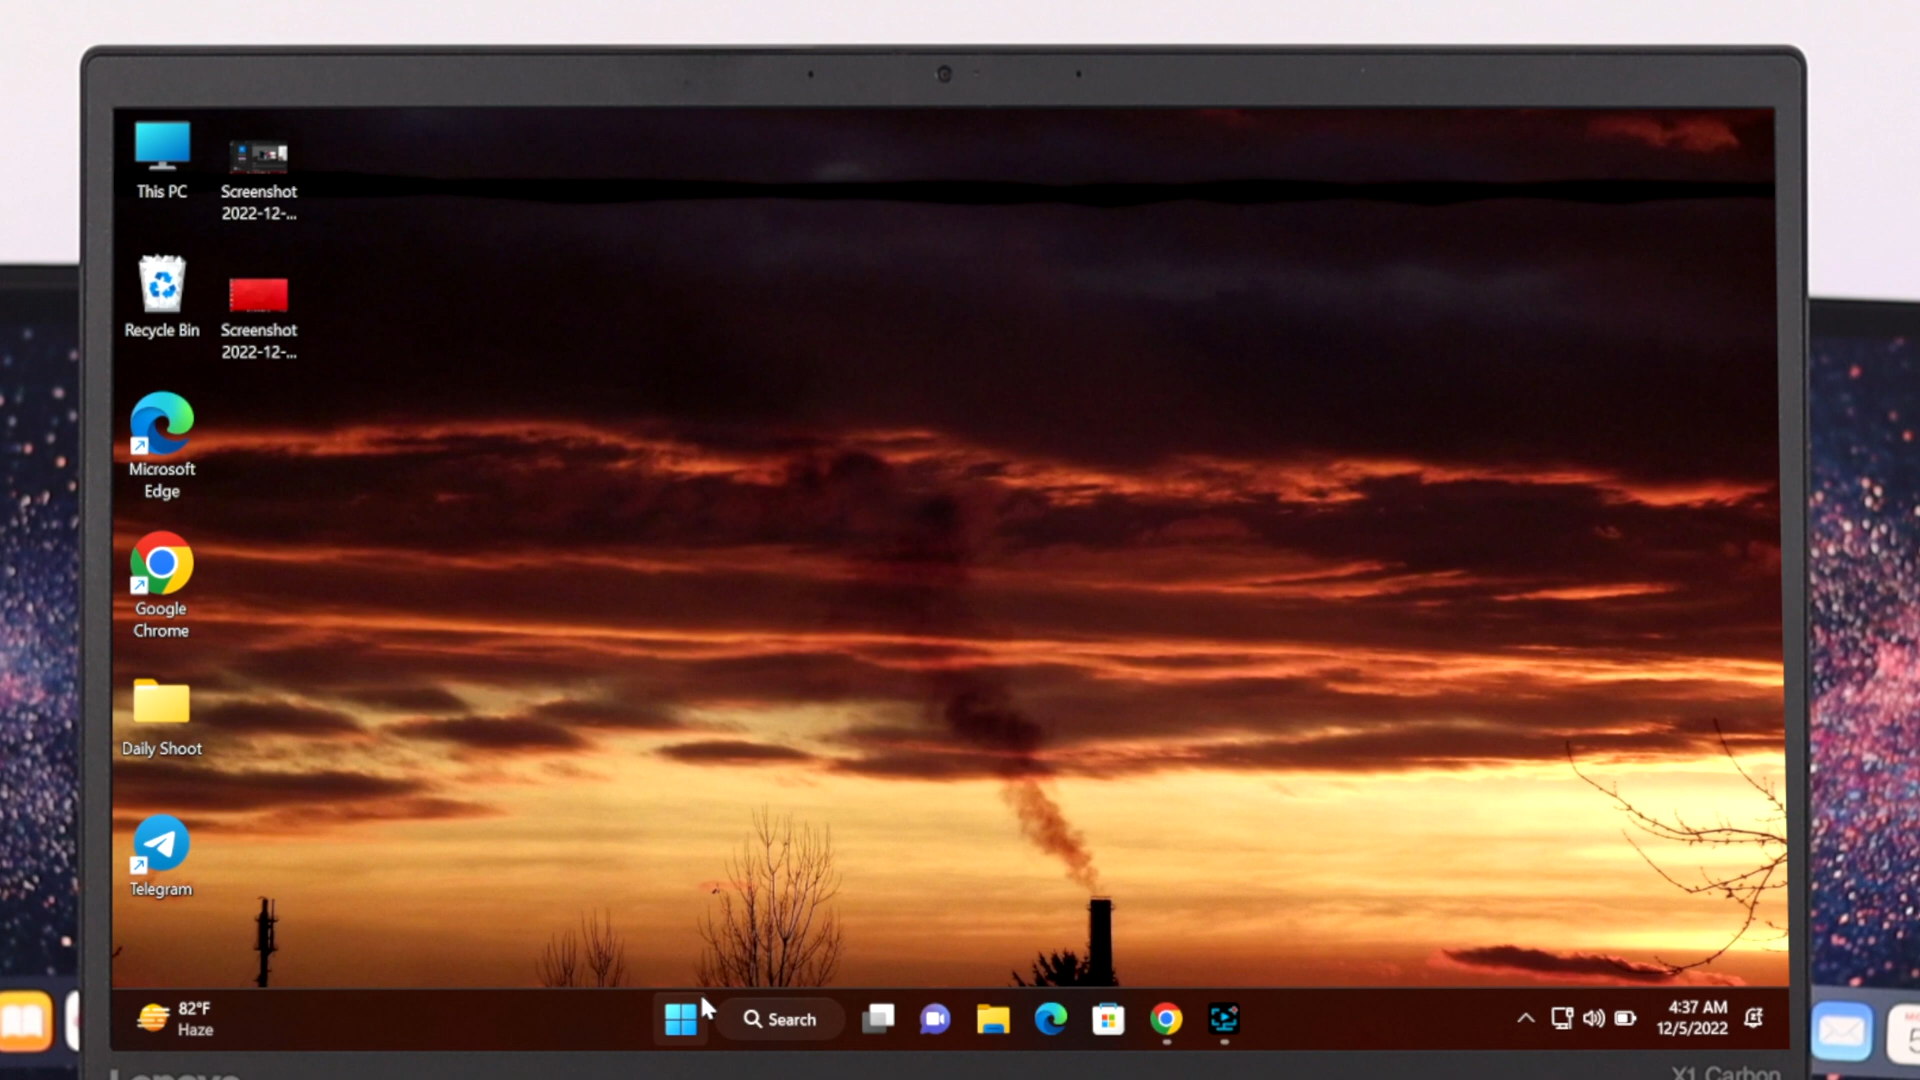 This PC
Screenshot
2022-12-...
Recycle Bin
Screenshot
2022-12-...
Microsoft
Edge
Google
Chrome
Daily Shoot
Telegram
82°F
Haze
Search
4:37 AM
12/5/2022
Lenovo
X1 Carbon